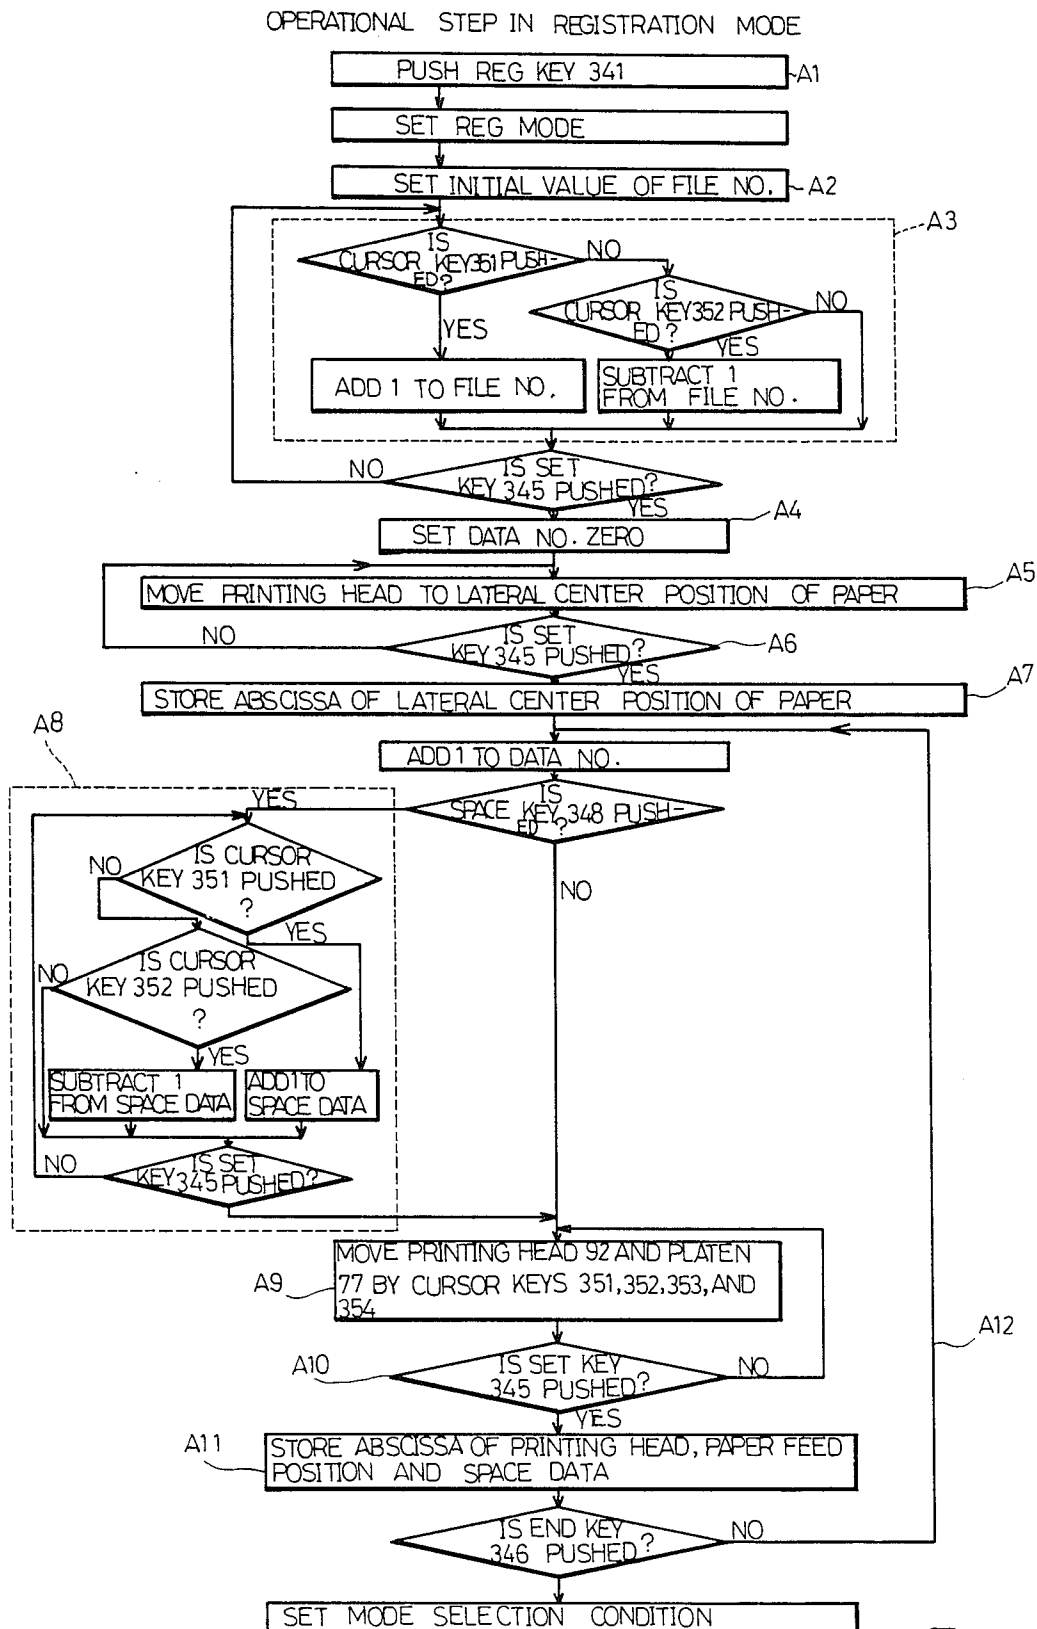 OPERATIONAL STEP IN REGISTRATION MODE
PUSH REG KEY 341
A1
SET REG MODE
SET INITIAL VALUE OF FILE NO.
A2
A3
IS
CURSOR KEY351 PUSH-
ED?
NO
IS
CURSOR KEY352 PUSH-
ED?
NO
YES
YES
ADD 1 TO FILE NO.
SUBTRACT 1
FROM FILE NO.
NO
IS SET
KEY 345 PUSHED?
YES
A4
SET DATA NO. ZERO
A5
MOVE PRINTING HEAD TO LATERAL CENTER POSITION OF PAPER
NO
IS SET
KEY 345 PUSHED?
A6
YES
A7
STORE ABSCISSA OF LATERAL CENTER POSITION OF PAPER
A8
ADD 1 TO DATA NO.
YES
IS
SPACE KEY 348 PUSH-
ED ?
NO
IS CURSOR
KEY 351 PUSHED
?
NO
YES
IS CURSOR
KEY 352 PUSHED
?
NO
YES
SUBTRACT 1
FROM SPACE DATA
ADD 1 TO
SPACE DATA
NO
IS SET
KEY 345 PUSHED?
MOVE PRINTING HEAD 92 AND PLATEN
77 BY CURSOR KEYS 351,352,353, AND
354
A9
A12
A10
IS SET KEY
345 PUSHED?
NO
YES
A11
STORE ABSCISSA OF PRINTING HEAD, PAPER FEED
POSITION AND SPACE DATA
IS END KEY
346 PUSHED?
NO
SET MODE SELECTION CONDITION